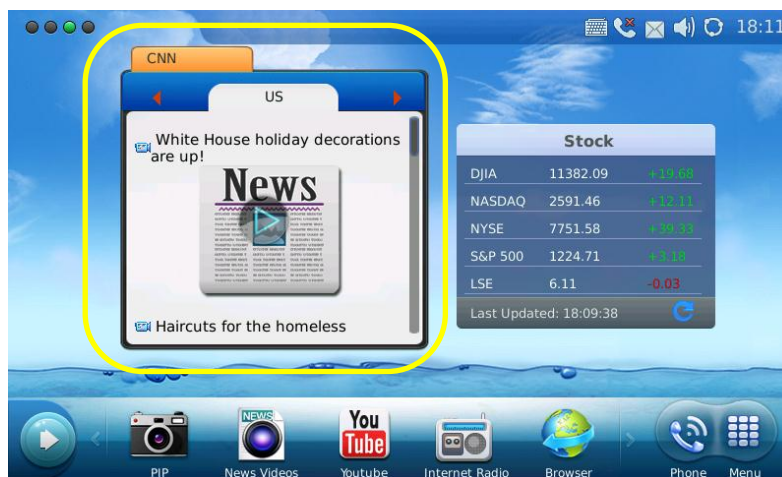 18:11
CNN
US
White House holiday decorations
are up!
News
Haircuts for the homeless
Stock
DJIA 11382.09 +19.68
NASDAQ 2591.46 +12.11
NYSE 7751.58 +39.33
S&P 500 1224.71 +3.18
LSE 6.11 -0.03
Last Updated: 18:09:38
NEWS
You
Tube
PIP
News Videos
Youtube
Internet Radio
Browser
Phone
Menu